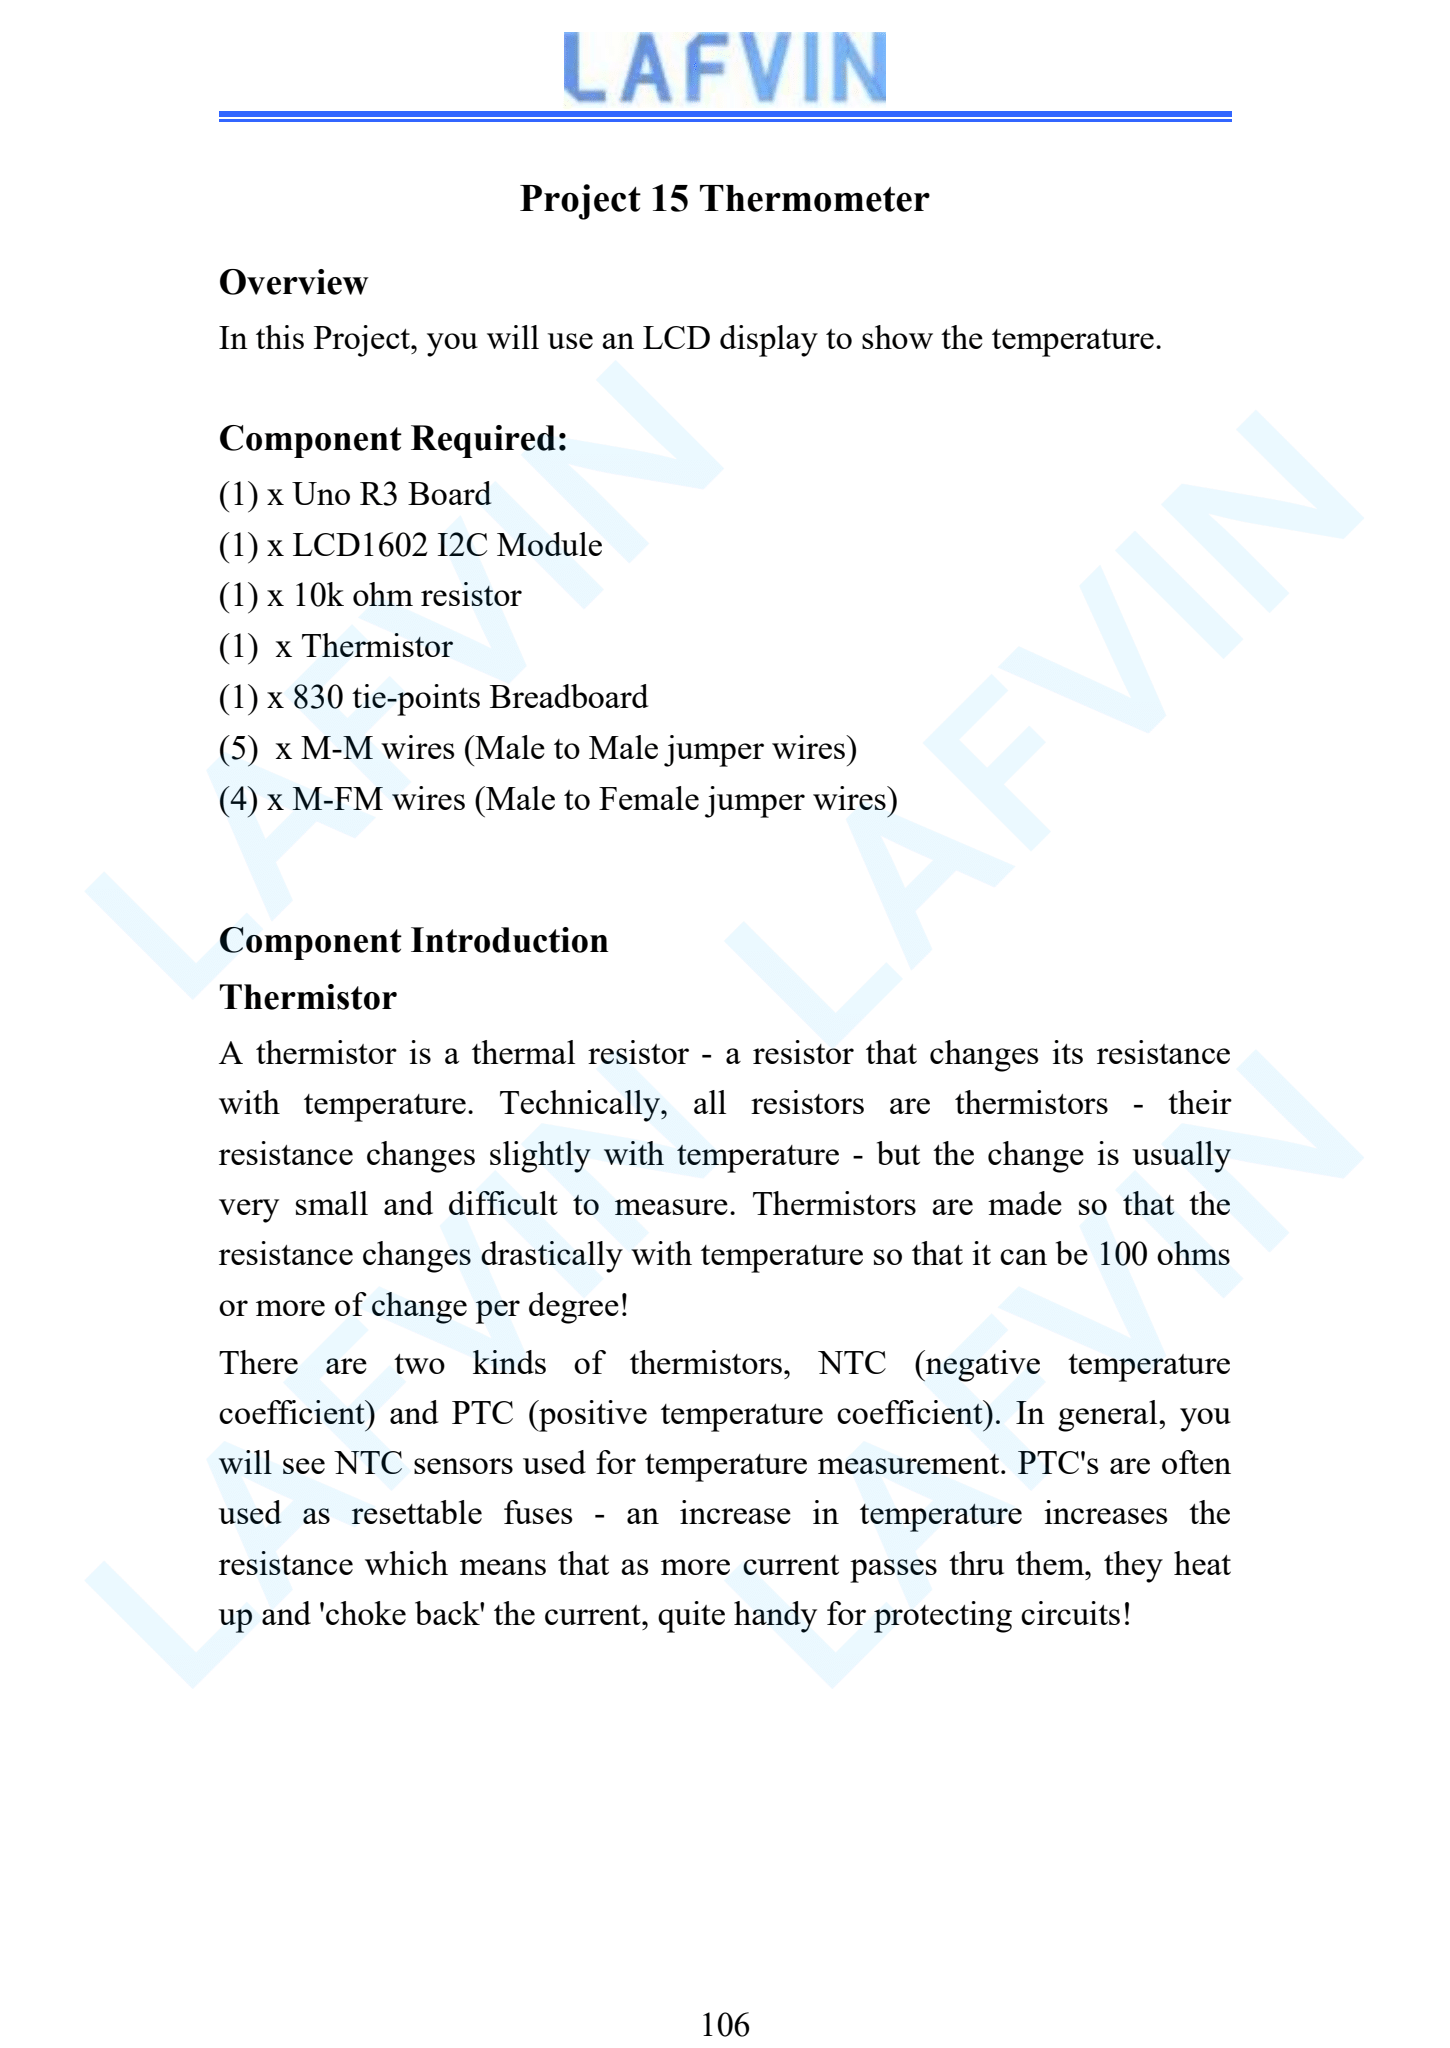 LAFVIN
Project 15 Thermometer
Overview
In this Project, you will use an LCD display to show the temperature.
Component Required:
(1) x Uno R3 Board
(1) x LCD1602 I2C Module
(1) x 10k ohm resistor
(1)  x Thermistor
(1) x 830 tie-points Breadboard
(5)  x M-M wires (Male to Male jumper wires)
(4) x M-FM wires (Male to Female jumper wires)
Component Introduction
Thermistor
A thermistor is a thermal resistor - a resistor that changes its resistance
with temperature. Technically, all resistors are thermistors - their
resistance changes slightly with temperature - but the change is usually
very small and difficult to measure. Thermistors are made so that the
resistance changes drastically with temperature so that it can be 100 ohms
or more of change per degree!
There are two kinds of thermistors, NTC (negative temperature
coefficient) and PTC (positive temperature coefficient). In general, you
will see NTC sensors used for temperature measurement. PTC's are often
used as resettable fuses - an increase in temperature increases the
resistance which means that as more current passes thru them, they heat
up and 'choke back' the current, quite handy for protecting circuits!
LAFVIN
LAFVIN
LAFVIN
LAFVIN
106